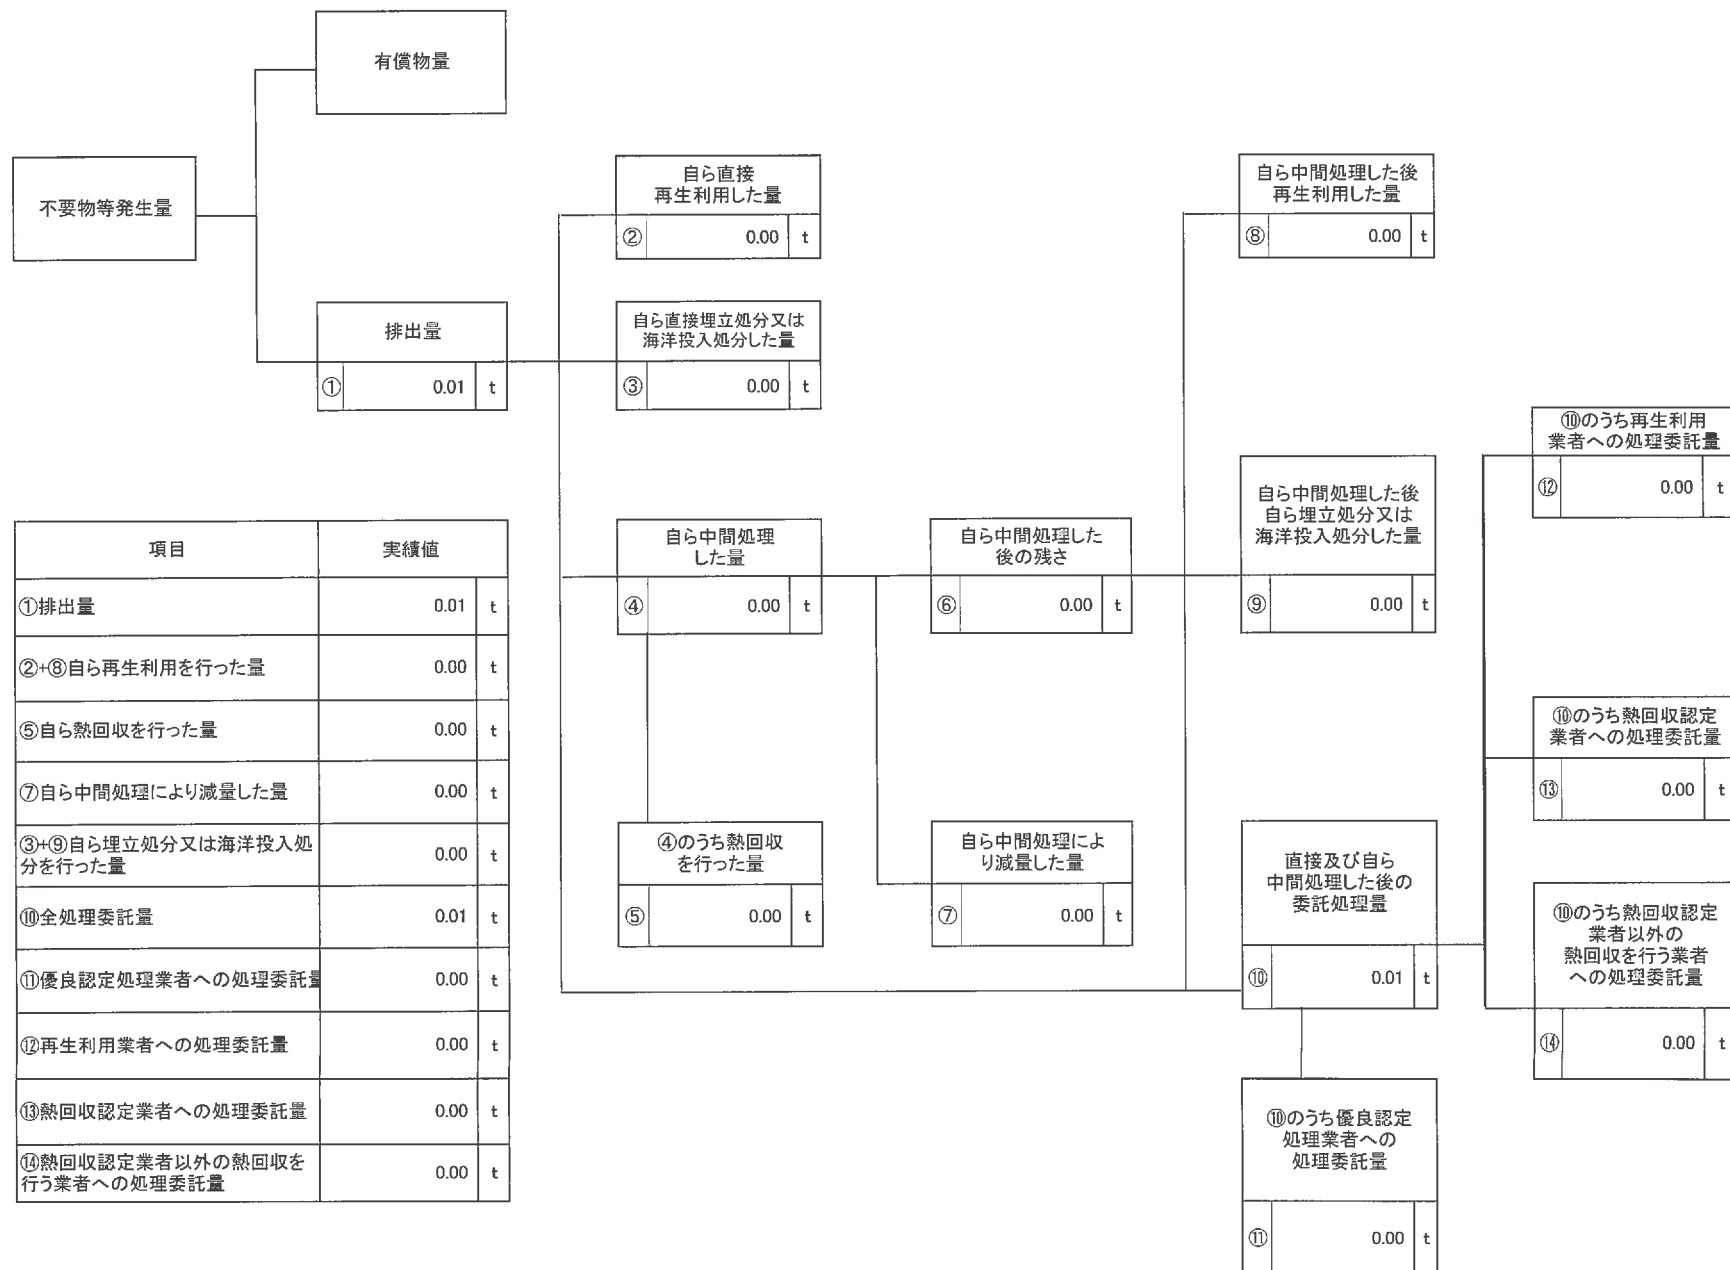 有償物量
不要物等発生量
排出量
① 0.01 t
自ら直接
再生利用した量
② 0.00 t
自ら直接埋立処分又は
海洋投入処分した量
③ 0.00 t
自ら中間処理
した量
④ 0.00 t
④のうち熱回収
を行った量
⑤ 0.00 t
自ら中間処理した
後の残さ
⑥ 0.00 t
自ら中間処理によ
り減量した量
⑦ 0.00 t
自ら中間処理した後
再生利用した量
⑧ 0.00 t
自ら中間処理した後
自ら埋立処分又は
海洋投入処分した量
⑨ 0.00 t
直接及び自ら
中間処理した後の
委託処理量
⑩ 0.01 t
⑩のうち優良認定
処理業者への
処理委託量
⑪ 0.00 t
⑩のうち再生利用
業者への処理委託量
⑫ 0.00 t
⑩のうち熱回収認定
業者への処理委託量
⑬ 0.00 t
⑩のうち熱回収認定
業者以外の
熱回収を行う業者
への処理委託量
⑭ 0.00 t
項目 実績値
①排出量 0.01 t
②+⑧自ら再生利用を行った量 0.00 t
⑤自ら熱回収を行った量 0.00 t
⑦自ら中間処理により減量した量 0.00 t
③+⑨自ら埋立処分又は海洋投入処
分を行った量 0.00 t
⑩全処理委託量 0.01 t
⑪優良認定処理業者への処理委託量 0.00 t
⑫再生利用業者への処理委託量 0.00 t
⑬熱回収認定業者への処理委託量 0.00 t
⑭熱回収認定業者以外の熱回収を
行う業者への処理委託量 0.00 t